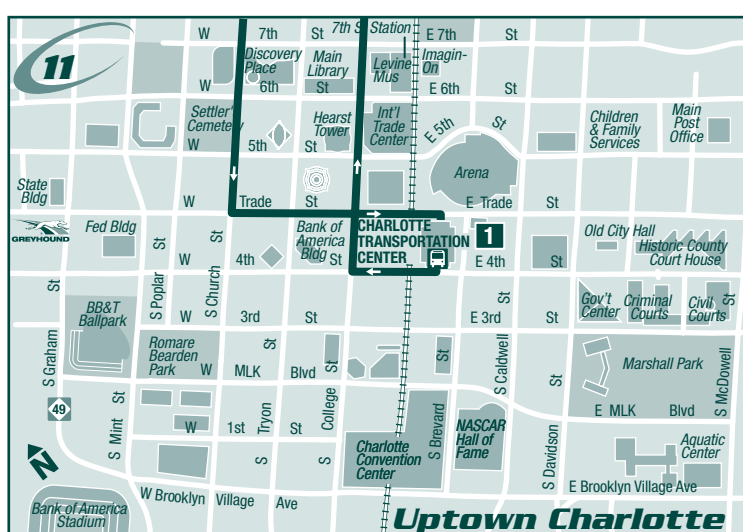 11
W 7th St
7th S Station
E 7th St
Discovery
Place
Main
Library
Levine
Mus
Imagin-
On
W 6th St
E 6th St
Settler's
Cemetery
Hearst
Tower
Int'l
Trade
Center
E 5th St
Children
& Family
Services
Main
Post
Office
W 5th St
Arena
State
Bldg
W Trade St
E Trade St
GREYHOUND
Fed Bldg
Bank of
America
Bldg
CHARLOTTE
TRANSPORTATION
CENTER
1
Old City Hall
Historic County
Court House
W 4th St
E 4th St
S Poplar St
S Church St
BB&T
Ballpark
Gov't
Center
Criminal
Courts
Civil
Courts
W 3rd St
E 3rd St
S Graham St
Romare
Bearden
Park
W MLK Blvd
Marshall Park
S Caldwell St
S McDowell St
49
S Mint St
S Tryon St
S College St
S Brevard St
E MLK Blvd
W 1st St
NASCAR
Hall of
Fame
Charlotte
Convention
Center
S Davidson St
Aquatic
Center
N
W Brooklyn Village Ave
E Brooklyn Village Ave
Bank of America
Stadium
Uptown Charlotte